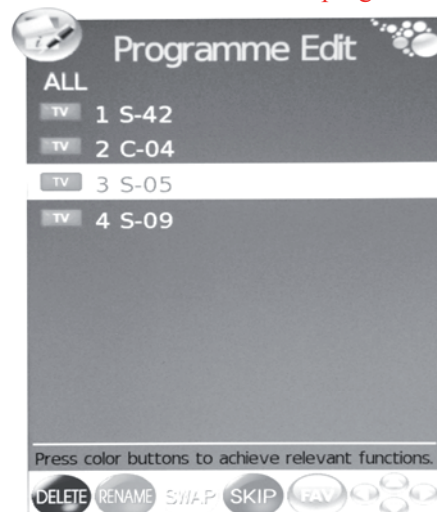 Programme Edit
ALL
TV 1 S-42
TV 2 C-04
TV 3 S-05
TV 4 S-09
Press color buttons to achieve relevant functions.
DELETE RENAME SWAP SKIP FAV